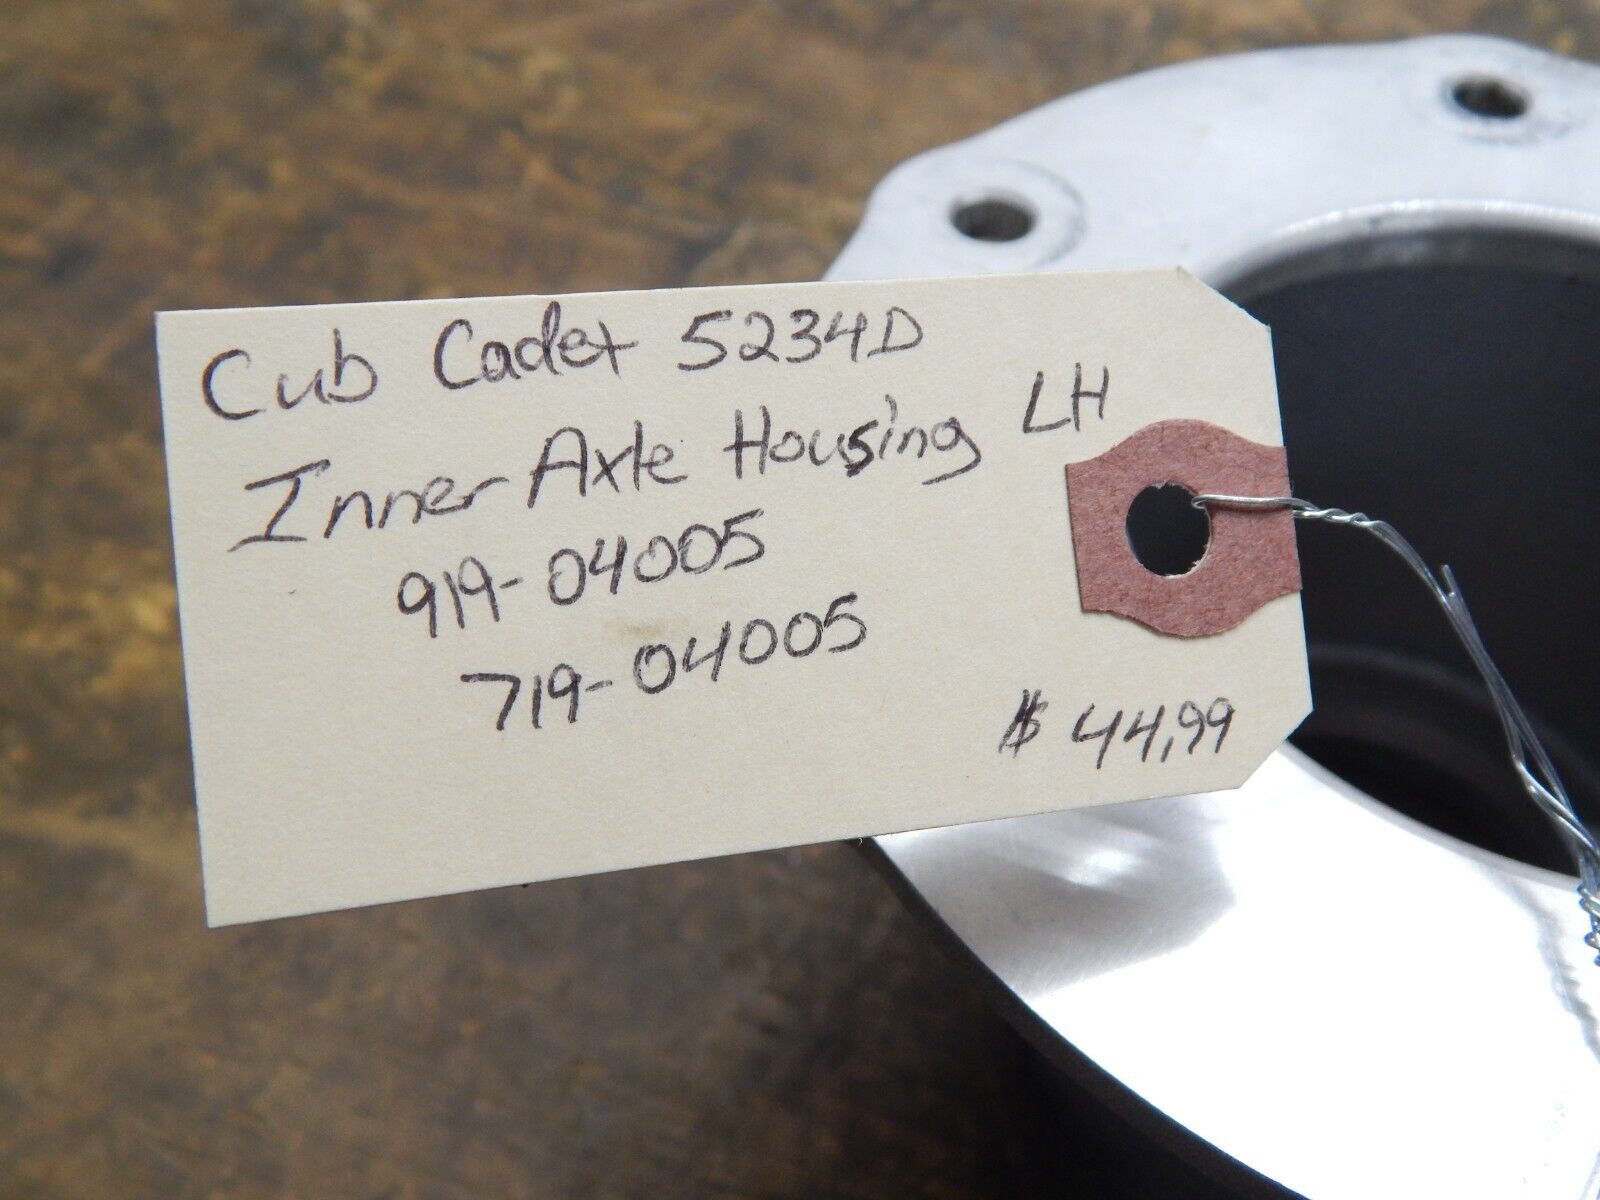 Cub Cadet 5234D
Inner Axle Housing LH
919-04005
719-04005
$ 44.99